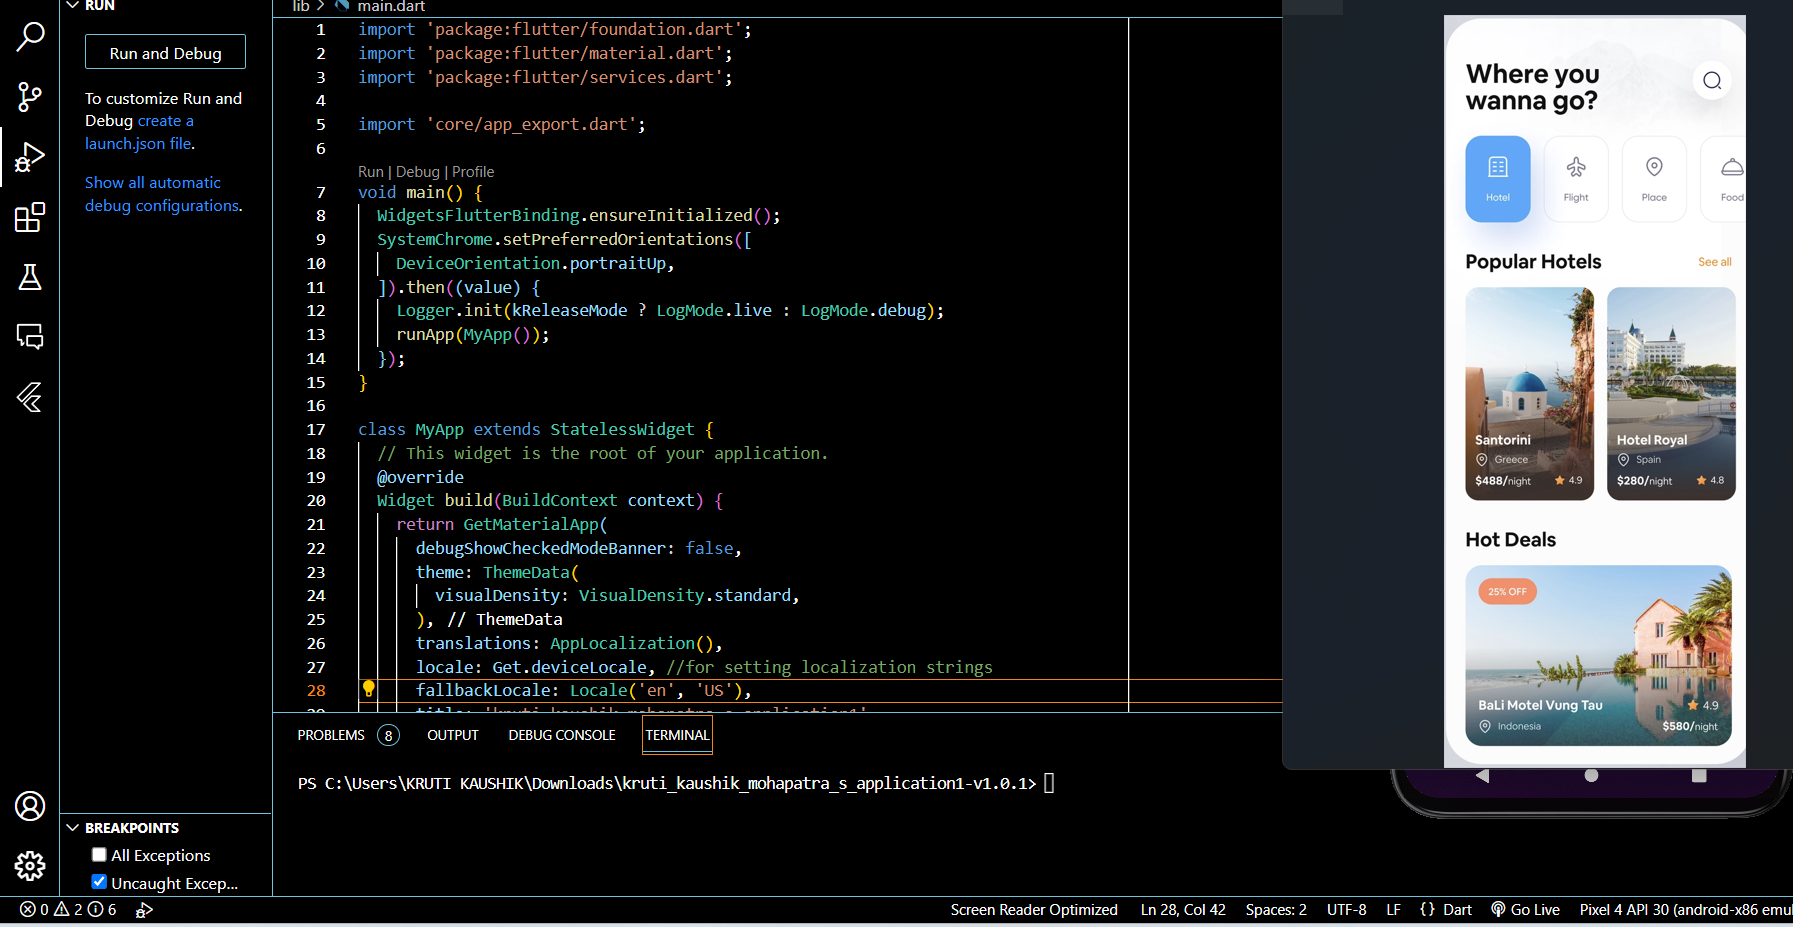 RUN
Run and Debug
To customize Run and
Debug create a
launch.json file.
Show all automatic
debug configurations.
BREAKPOINTS
All Exceptions
Uncaught Excep...
lib > main.dart
1 import 'package:flutter/foundation.dart';
2 import 'package:flutter/material.dart';
3 import 'package:flutter/services.dart';
4
5 import 'core/app_export.dart';
6
Run | Debug | Profile
7 void main() {
8 WidgetsFlutterBinding.ensureInitialized();
9 SystemChrome.setPreferredOrientations([
10 DeviceOrientation.portraitUp,
11 ]).then((value) {
12 Logger.init(kReleaseMode ? LogMode.live : LogMode.debug);
13 runApp(MyApp());
14 });
15 }
16
17 class MyApp extends StatelessWidget {
18 // This widget is the root of your application.
19 @override
20 Widget build(BuildContext context) {
21 return GetMaterialApp(
22 debugShowCheckedModeBanner: false,
23 theme: ThemeData(
24 visualDensity: VisualDensity.standard,
25 ), // ThemeData
26 translations: AppLocalization(),
27 locale: Get.deviceLocale, //for setting localization strings
28 fallbackLocale: Locale('en', 'US'),
29 title: 'kruti_kaushik_mohapatra_s_application1'
PROBLEMS 8 OUTPUT DEBUG CONSOLE TERMINAL
PS C:\Users\KRUTI KAUSHIK\Downloads\kruti_kaushik_mohapatra_s_application1-v1.0.1>
Where you
wanna go?
Hotel Flight Place Food
Popular Hotels See all
Santorini
Greece
$488/night 4.9
Hotel Royal
Spain
$280/night 4.8
Hot Deals
25% OFF
BaLi Motel Vung Tau 4.9
Indonesia $580/night
0 2 6 Screen Reader Optimized Ln 28, Col 42 Spaces: 2 UTF-8 LF {} Dart Go Live Pixel 4 API 30 (android-x86 emul